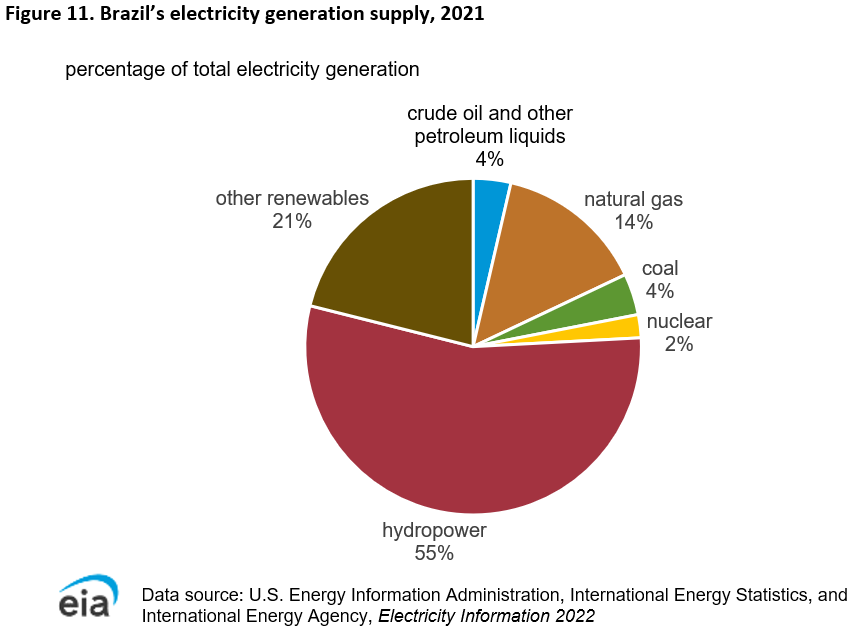 Figure 11. Brazil's electricity generation supply, 2021
percentage of total electricity generation
crude oil and other
petroleum liquids
4%
other renewables
21%
natural gas
14%
coal
4%
nuclear
2%
hydropower
55%
eia
Data source: U.S. Energy Information Administration, International Energy Statistics, and
International Energy Agency, Electricity Information 2022